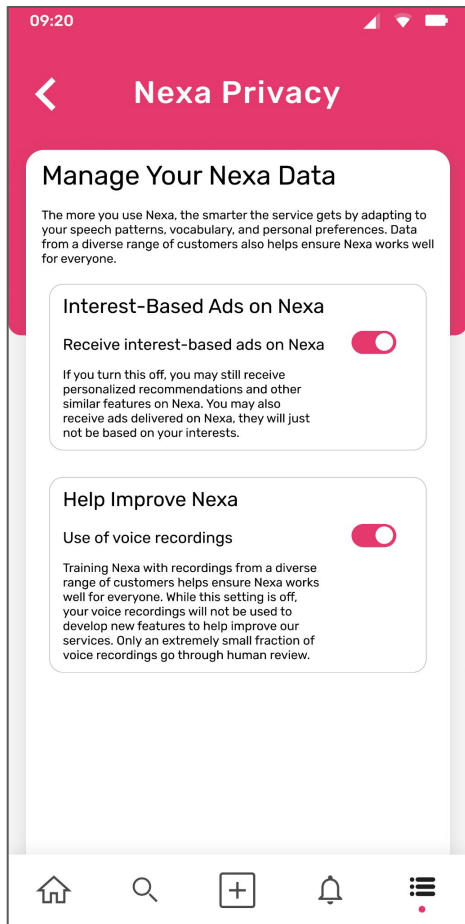 09:20
Nexa Privacy
Manage Your Nexa Data
The more you use Nexa, the smarter the service gets by adapting to
your speech patterns, vocabulary, and personal preferences. Data
from a diverse range of customers also helps ensure Nexa works well
for everyone.
Interest-Based Ads on Nexa
Receive interest-based ads on Nexa
If you turn this off, you may still receive
personalized recommendations and other
similar features on Nexa. You may also
receive ads delivered on Nexa, they will just
not be based on your interests.
Help Improve Nexa
Use of voice recordings
Training Nexa with recordings from a diverse
range of customers helps ensure Nexa works
well for everyone. While this setting is off,
your voice recordings will not be used to
develop new features to help improve our
services. Only an extremely small fraction of
voice recordings go through human review.